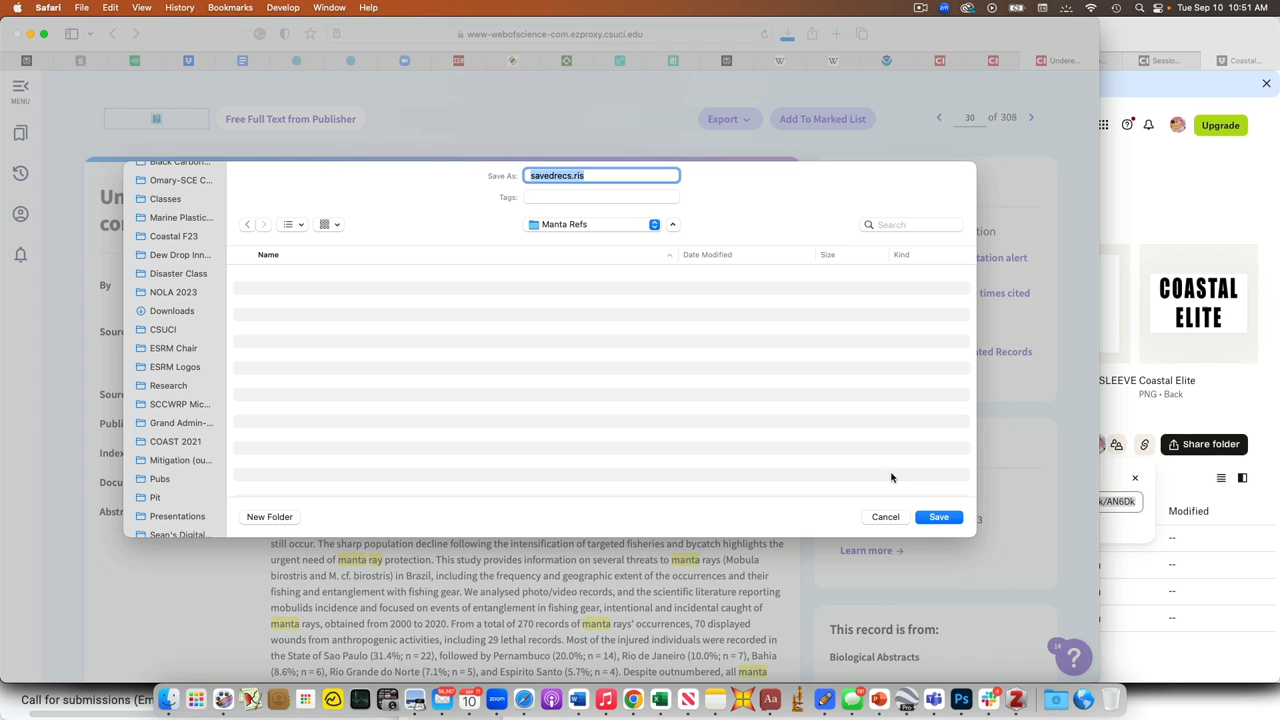 Safari File Edit View History Bookmarks Develop Window Help Tue Sep 10 10:51 AM
www-webofscience-com.ezproxy.csuci.edu
Undere... Sessio... Coastal...
MENU
Free Full Text from Publisher Export Add To Marked List 30 of 308
Upgrade
Save As: savedrecs.ris
Tags:
Manta Refs Search
Name Date Modified Size Kind
Black Carbon...
Omary-SCE C...
Classes
Marine Plastic...
Coastal F23
Dew Drop Inn...
Disaster Class
NOLA 2023
Downloads
CSUCI
ESRM Chair
ESRM Logos
Research
SCCWRP Mic...
Grand Admin-...
COAST 2021
Mitigation (ou...
Pubs
Pit
Presentations
Sean's Digital...
New Folder Cancel Save
Un
co
By
Sour
Sour
Publi
Index
Docu
Abstr
ation
tation alert
times cited
ated Records
3
Learn more →
This record is from:
Biological Abstracts
still occur. The sharp population decline following the intensification of targeted fisheries and bycatch highlights the
urgent need of manta ray protection. This study provides information on several threats to manta rays (Mobula
birostris and M. cf. birostris) in Brazil, including the frequency and geographic extent of the occurrences and their
fishing and entanglement with fishing gear. We analysed photo/video records, and the scientific literature reporting
mobulids incidence and focused on events of entanglement in fishing gear, intentional and incidental caught of
manta rays, obtained from 2000 to 2020. From a total of 270 records of manta rays' occurrences, 70 displayed
wounds from anthropogenic activities, including 29 lethal records. Most of the injured individuals were recorded in
the State of Sao Paulo (31.4%; n = 22), followed by Pernambuco (20.0%; n = 14), Rio de Janeiro (10.0%; n = 7), Bahia
(8.6%; n = 6), Rio Grande do Norte (7.1%; n = 5), and Espirito Santo (5.7%; n = 4). Despite outnumbered, all manta
COASTAL
ELITE
SLEEVE Coastal Elite
PNG • Back
Share folder
k/AN6Dk
Modified
--
--
--
--
14
?
Call for submissions (Em